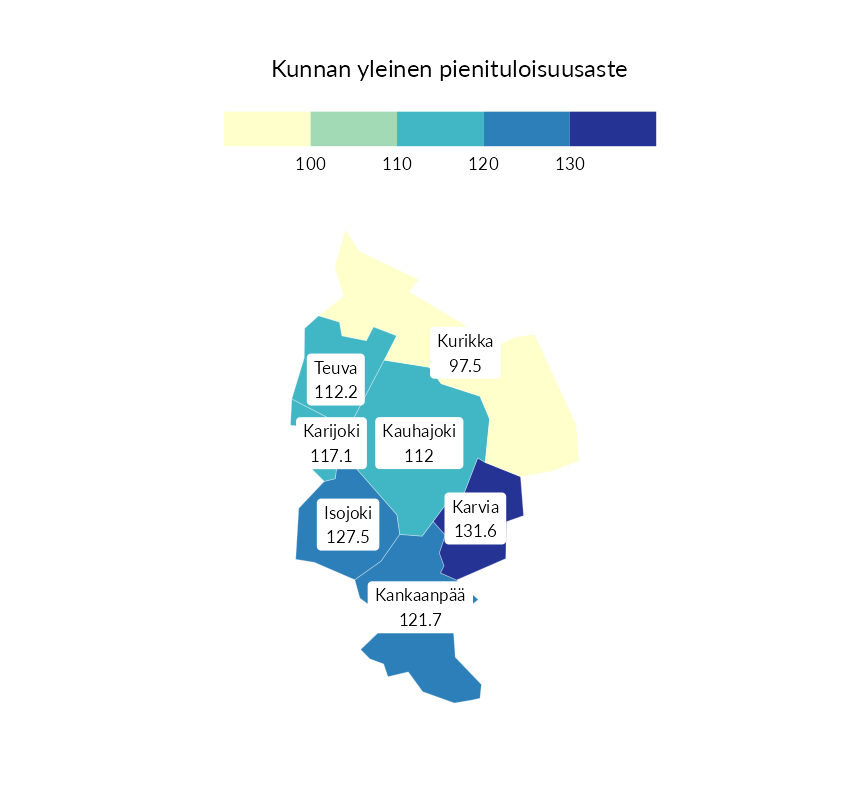 Kunnan yleinen pienituloisuusaste
100 110 120 130
Kurikka
97.5
Teuva
112.2
Karijoki
117.1
Kauhajoki
112
Karvia
131.6
Isojoki
127.5
Kankaanpää
121.7